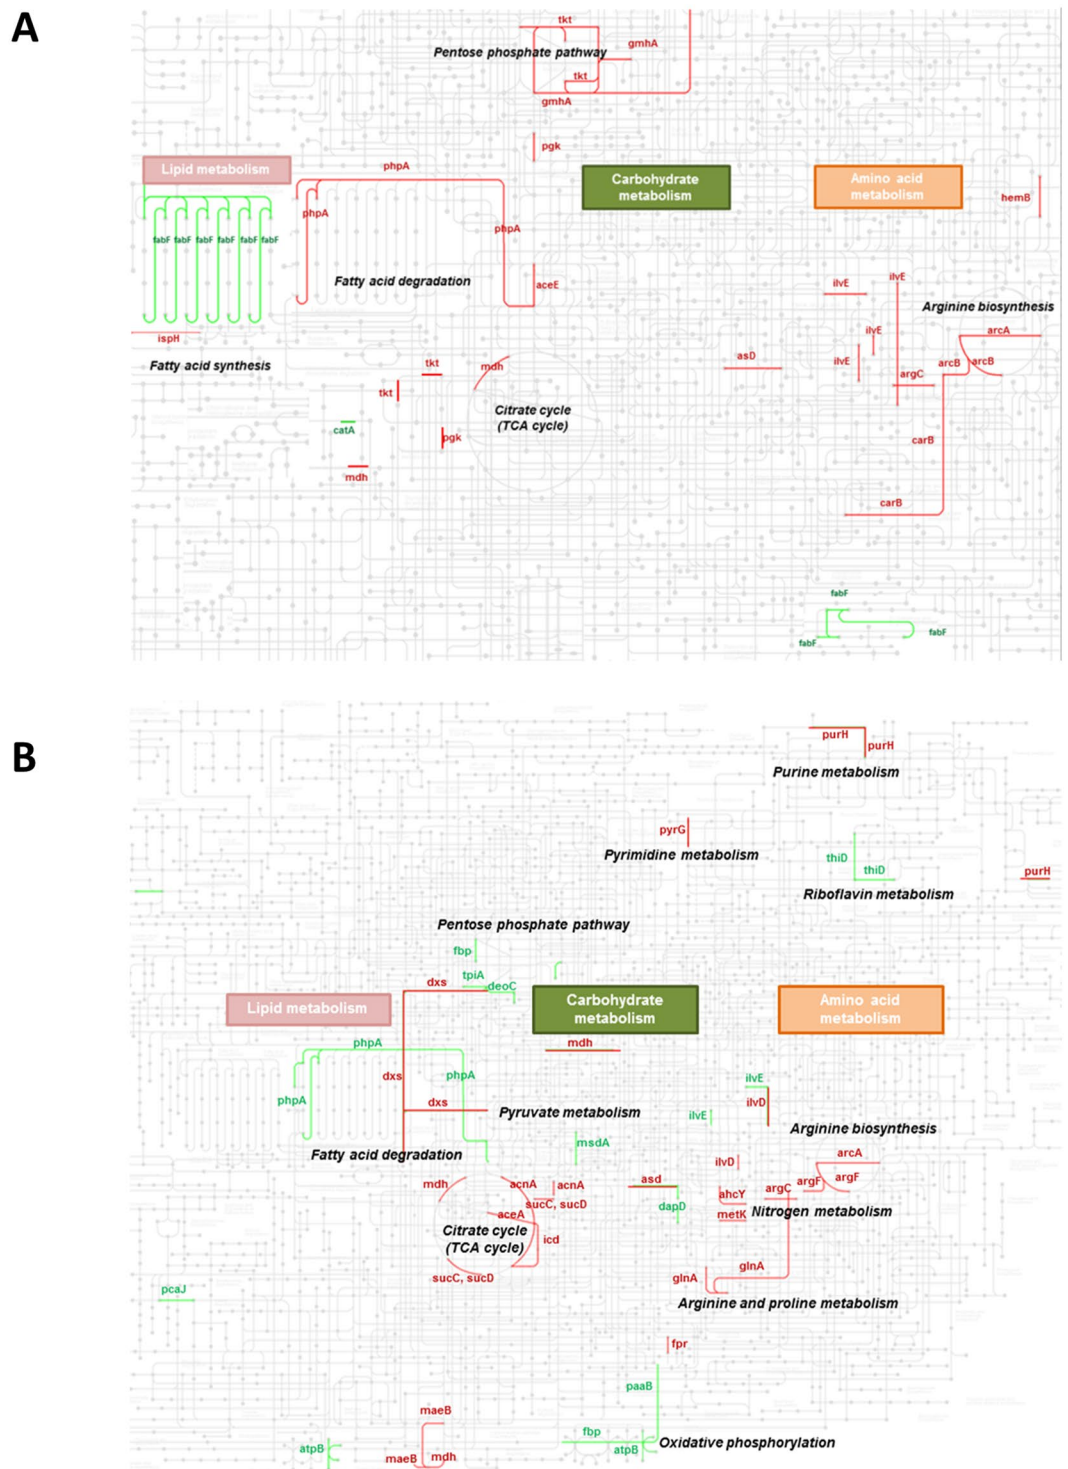 A
tkt
Pentose phosphate pathway
gmhA
tkt
gmhA
pgk
Lipid metabolism
phpA
Carbohydrate
metabolism
Amino acid
metabolism
hemB
phpA
phpA
fabF fabF fabF fabF fabF fabF
Fatty acid degradation
aceE
ilvE
ilvE
Arginine biosynthesis
ispH
ilvE
arcA
Fatty acid synthesis
tkt
mdh
asD
ilvE
argC
arcB
arcB
tkt
Citrate cycle
(TCA cycle)
catA
pgk
carB
mdh
carB
fabF
fabF
fabF
B
purH
purH
Purine metabolism
pyrG
Pyrimidine metabolism
thiD
thiD
purH
Riboflavin metabolism
Pentose phosphate pathway
fbp
tpiA
dxs
deoC
Lipid metabolism
Carbohydrate
metabolism
Amino acid
metabolism
phpA
mdh
dxs
phpA
ilvE
phpA
dxs
ilvD
Pyruvate metabolism
ilvE
Arginine biosynthesis
msdA
Fatty acid degradation
arcA
ilvD
mdh
acnA
acnA
asd
argF
argF
ahcY
argC
sucC, sucD
dapD
aceA
metK
Nitrogen metabolism
Citrate cycle
(TCA cycle)
icd
glnA
sucC, sucD
glnA
pcaJ
Arginine and proline metabolism
fpr
paaB
maeB
fbp
Oxidative phosphorylation
atpB
atpB
maeB
mdh